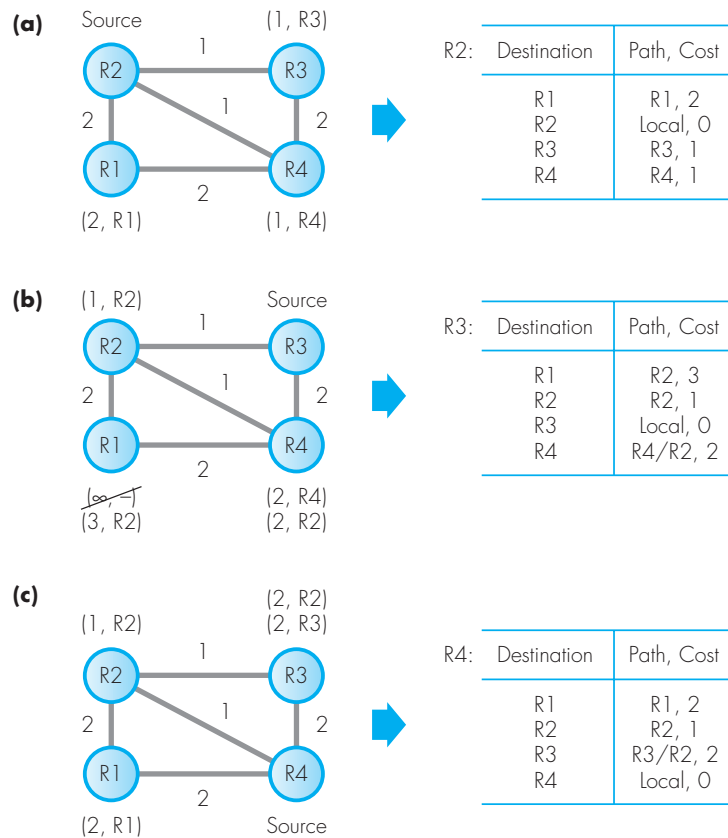 (a)
Source
(1, R3)
R2
1
R3
2
1
2
R1
R4
2
(2, R1)
(1, R4)
R2: Destination Path, Cost
R1 R1, 2
R2 Local, 0
R3 R3, 1
R4 R4, 1
(b)
(1, R2)
Source
R2
1
R3
2
1
2
R1
R4
2
(∞, –)
(3, R2)
(2, R4)
(2, R2)
R3: Destination Path, Cost
R1 R2, 3
R2 R2, 1
R3 Local, 0
R4 R4/R2, 2
(c)
(2, R2)
(1, R2)
(2, R3)
R2
1
R3
2
1
2
R1
R4
2
(2, R1)
Source
R4: Destination Path, Cost
R1 R1, 2
R2 R2, 1
R3 R3/R2, 2
R4 Local, 0